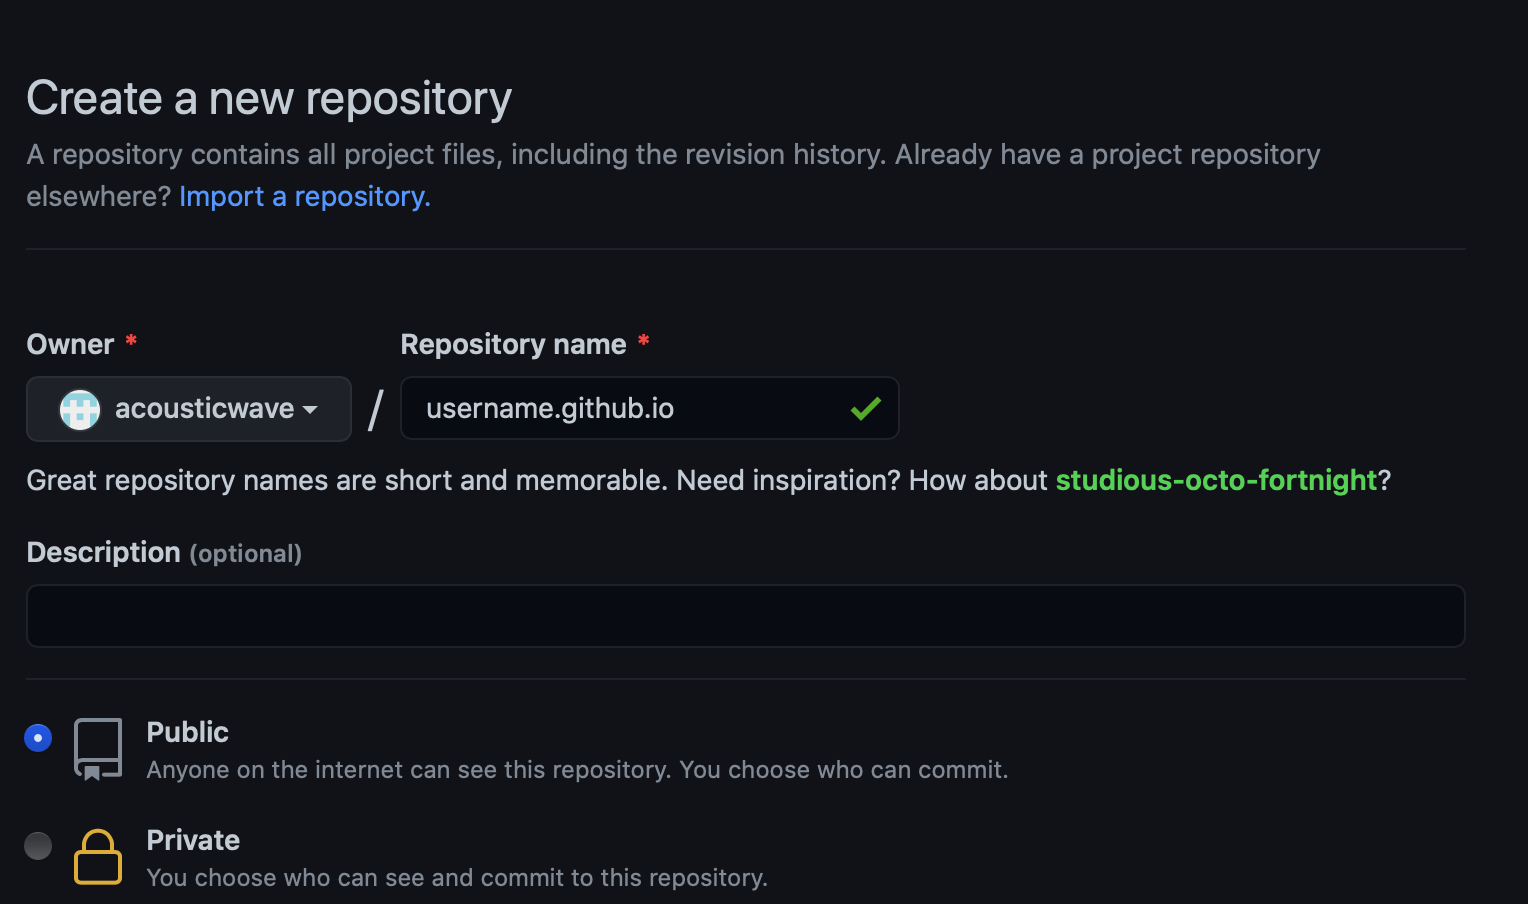 Create a new repository
A repository contains all project files, including the revision history. Already have a project repository
elsewhere? Import a repository.
Owner * Repository name *
acousticwave / username.github.io
Great repository names are short and memorable. Need inspiration? How about studious-octo-fortnight?
Description (optional)
Public
Anyone on the internet can see this repository. You choose who can commit.
Private
You choose who can see and commit to this repository.